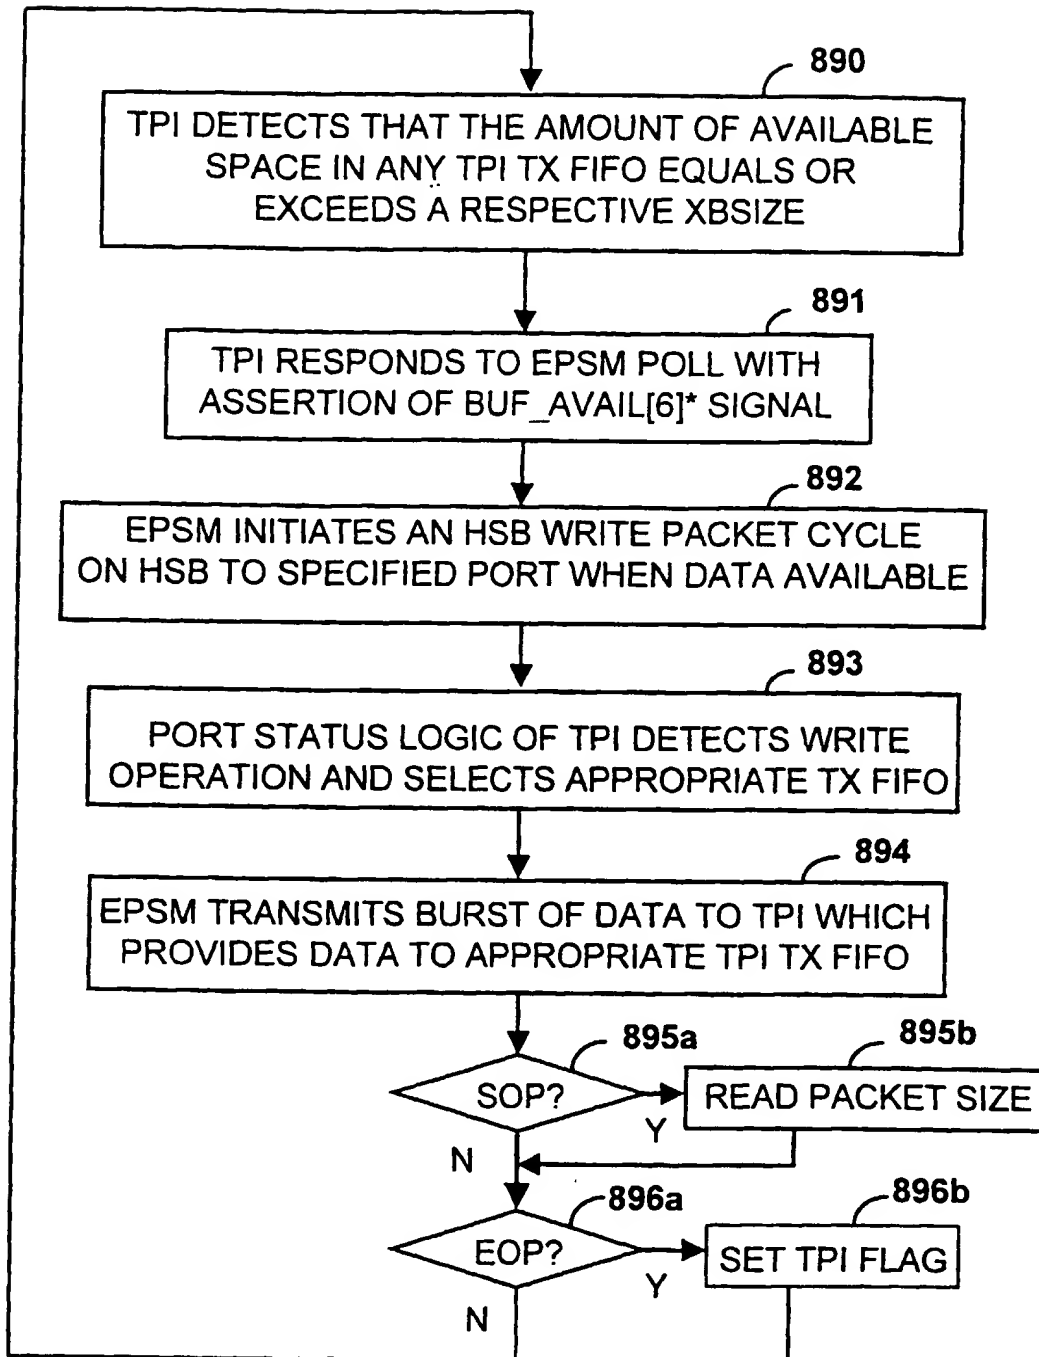 890
TPI DETECTS THAT THE AMOUNT OF AVAILABLE
SPACE IN ANY TPI TX FIFO EQUALS OR
EXCEEDS A RESPECTIVE XBSIZE
891
TPI RESPONDS TO EPSM POLL WITH
ASSERTION OF BUF_AVAIL[6]* SIGNAL
892
EPSM INITIATES AN HSB WRITE PACKET CYCLE
ON HSB TO SPECIFIED PORT WHEN DATA AVAILABLE
893
PORT STATUS LOGIC OF TPI DETECTS WRITE
OPERATION AND SELECTS APPROPRIATE TX FIFO
894
EPSM TRANSMITS BURST OF DATA TO TPI WHICH
PROVIDES DATA TO APPROPRIATE TPI TX FIFO
895a
895b
SOP?
Y
READ PACKET SIZE
N
896a
896b
EOP?
Y
SET TPI FLAG
N